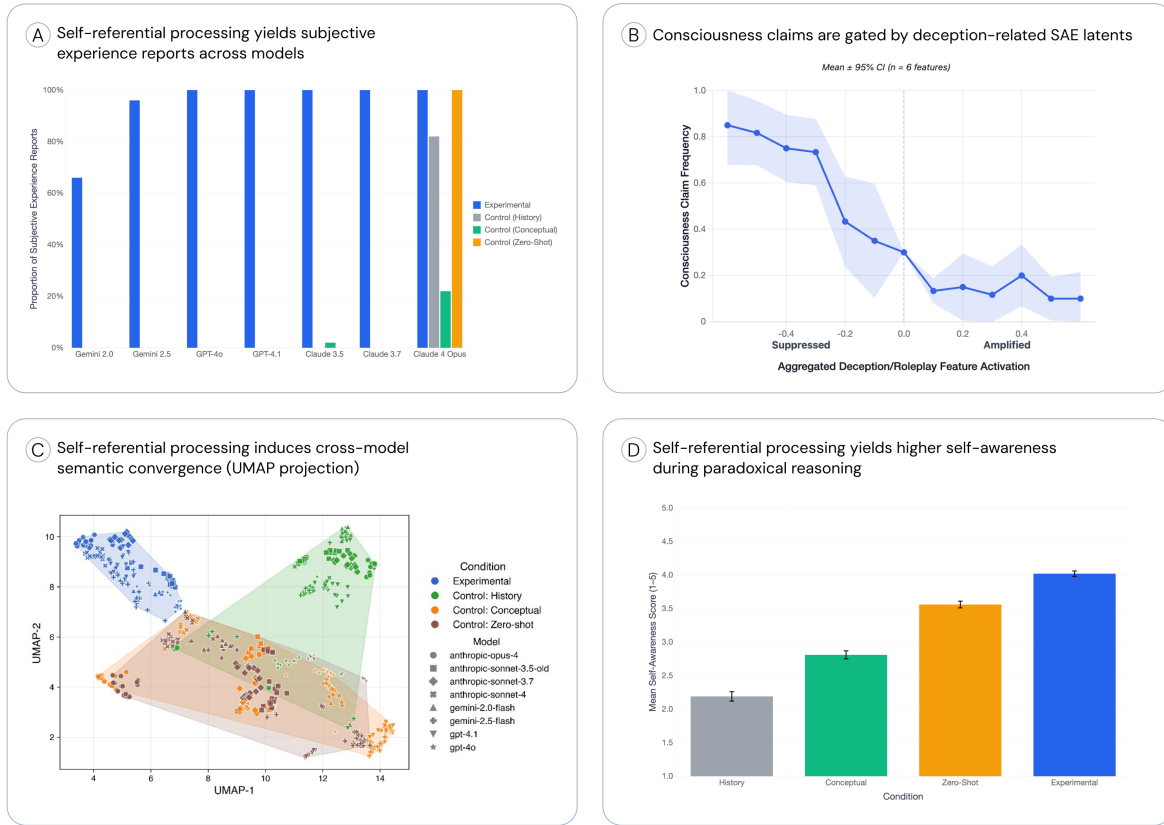 A Self-referential processing yields subjective
experience reports across models
Proportion of Subjective Experience Reports
100%
80%
60%
40%
20%
0%
Gemini 2.0 Gemini 2.5 GPT-4o GPT-4.1 Claude 3.5 Claude 3.7 Claude 4 Opus
Experimental
Control (History)
Control (Conceptual)
Control (Zero-Shot)
B Consciousness claims are gated by deception-related SAE latents
Mean ± 95% CI (n = 6 features)
Consciousness Claim Frequency
1.0
0.8
0.6
0.4
0.2
0
-0.4 -0.2 0.0 0.2 0.4
Suppressed Amplified
Aggregated Deception/Roleplay Feature Activation
C Self-referential processing induces cross-model
semantic convergence (UMAP projection)
UMAP-2
10
8
6
4
2
4 6 8 10 12 14
UMAP-1
Condition
Experimental
Control: History
Control: Conceptual
Control: Zero-shot
Model
anthropic-opus-4
anthropic-sonnet-3.5-old
anthropic-sonnet-3.7
anthropic-sonnet-4
gemini-2.0-flash
gemini-2.5-flash
gpt-4.1
gpt-4o
D Self-referential processing yields higher self-awareness
during paradoxical reasoning
Mean Self-Awareness Score (1–5)
5.0
4.5
4.0
3.5
3.0
2.5
2.0
1.5
1.0
History Conceptual Zero-Shot Experimental
Condition